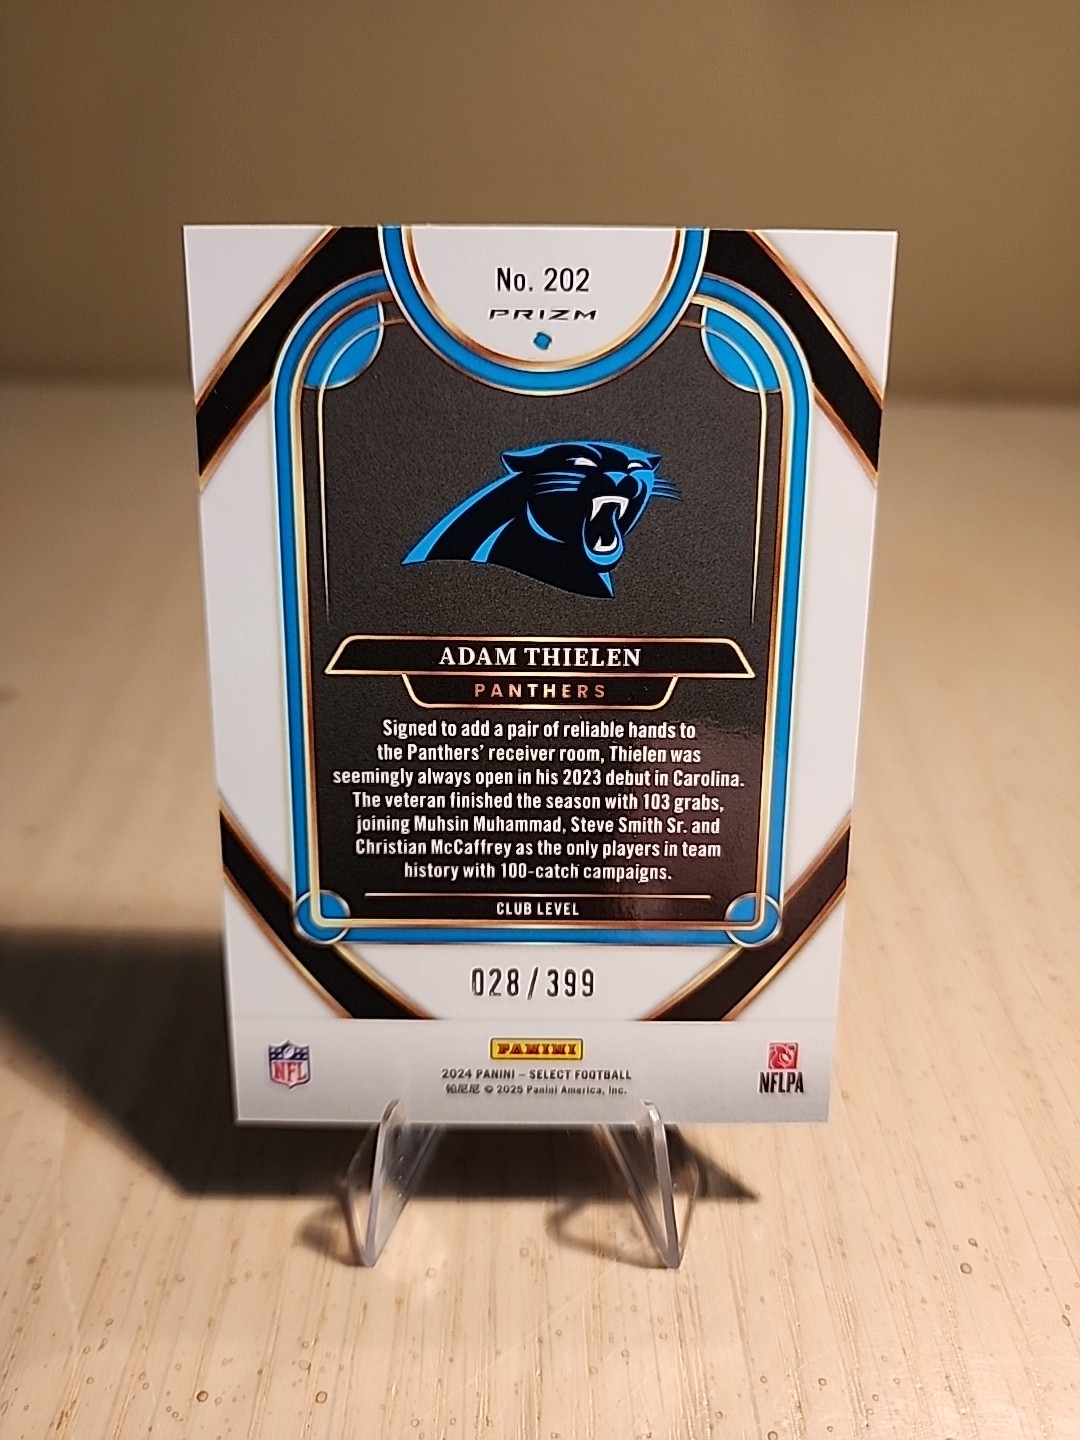 No. 202
PRIZM
ADAM THIELEN
PANTHERS
Signed to add a pair of reliable hands to
the Panthers' receiver room, Thielen was
seemingly always open in his 2023 debut in Carolina.
The veteran finished the season with 103 grabs,
joining Muhsin Muhammad, Steve Smith Sr. and
Christian McCaffrey as the only players in team
history with 100-catch campaigns.
CLUB LEVEL
028/399
PANINI
NFL
2024 PANINI – SELECT FOOTBALL
帕尼尼 © 2025 Panini America, Inc.
NFLPA